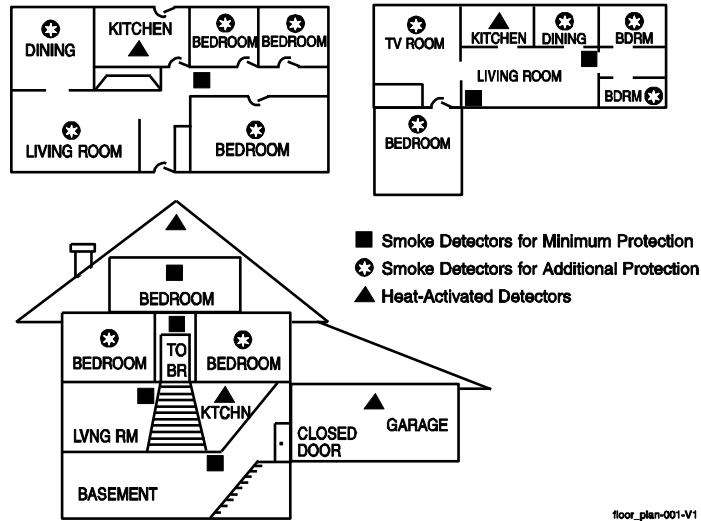 DINING
KITCHEN
BEDROOM
BEDROOM
LIVING ROOM
BEDROOM
TV ROOM
KITCHEN
DINING
BDRM
LIVING ROOM
BDRM
BEDROOM
Smoke Detectors for Minimum Protection
Smoke Detectors for Additional Protection
Heat-Activated Detectors
BEDROOM
BEDROOM
TO
BR
BEDROOM
LVNG RM
KTCHN
CLOSED
DOOR
GARAGE
BASEMENT
floor_plan-001-V1